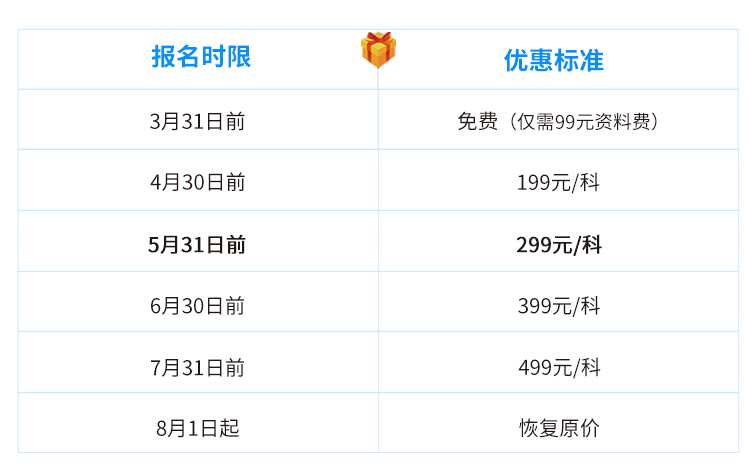 报名时限 优惠标准
3月31日前 免费（仅需99元资料费）
4月30日前 199元/科
5月31日前 299元/科
6月30日前 399元/科
7月31日前 499元/科
8月1日起 恢复原价